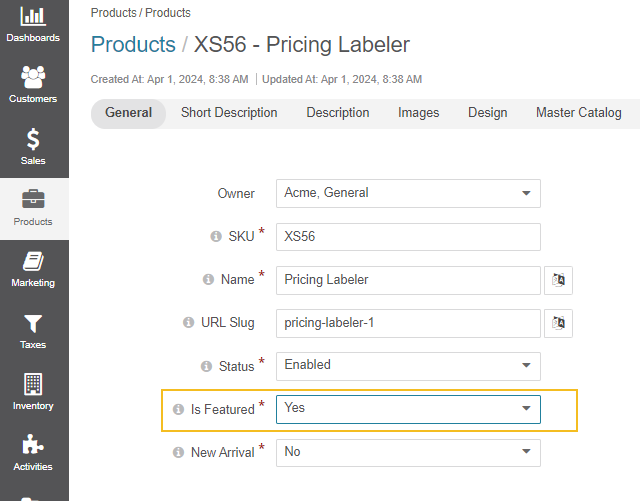 Dashboards
Customers
Sales
Products
Marketing
Taxes
Inventory
Activities
Products / Products
Products / XS56 - Pricing Labeler
Created At: Apr 1, 2024, 8:38 AM Updated At: Apr 1, 2024, 8:38 AM
General Short Description Description Images Design Master Catalog
Owner Acme, General
SKU * XS56
Name * Pricing Labeler
URL Slug pricing-labeler-1
Status * Enabled
Is Featured * Yes
New Arrival * No